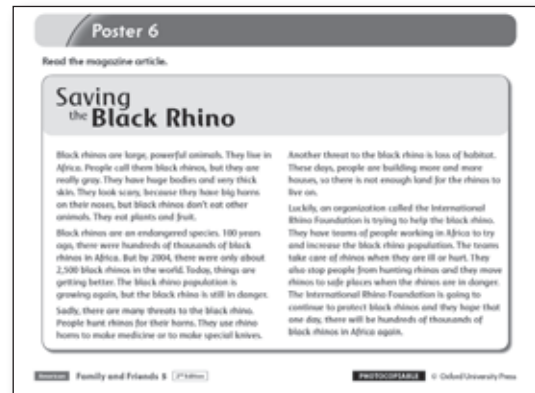 Poster 6
Read the magazine article.
Saving
the Black Rhino
Black rhinos are large, powerful animals. They live in
Africa. People call them black rhinos, but they are
really gray. They have huge bodies and very thick
skin. They look scary, because they have big horns
on their noses, but black rhinos don't eat other
animals. They eat plants and fruit.
Black rhinos are an endangered species. 100 years
ago, there were hundreds of thousands of black
rhinos in Africa. But by 2004, there were only about
2,500 black rhinos in the world. Today, things are
getting better. The black rhino population is
growing again, but the black rhino is still in danger.
Sadly, there are many threats to the black rhino.
People hunt rhinos for their horns. They use rhino
horns to make medicine or to make special knives.
Another threat to the black rhino is loss of habitat.
These days, people are building more and more
houses, so there is not enough land for the rhinos to
live on.
Luckily, an organization called the International
Rhino Foundation is trying to help the black rhino.
They have teams of people working in Africa to try
and increase the black rhino population. The teams
take care of rhinos when they are ill or hurt. They
also stop people from hunting rhinos and they move
rhinos to safe places when the rhinos are in danger.
The International Rhino Foundation is going to
continue to protect black rhinos and they hope that
one day, there will be hundreds of thousands of
black rhinos in Africa again.
American Family and Friends 5 2nd Edition PHOTOCOPIABLE © Oxford University Press